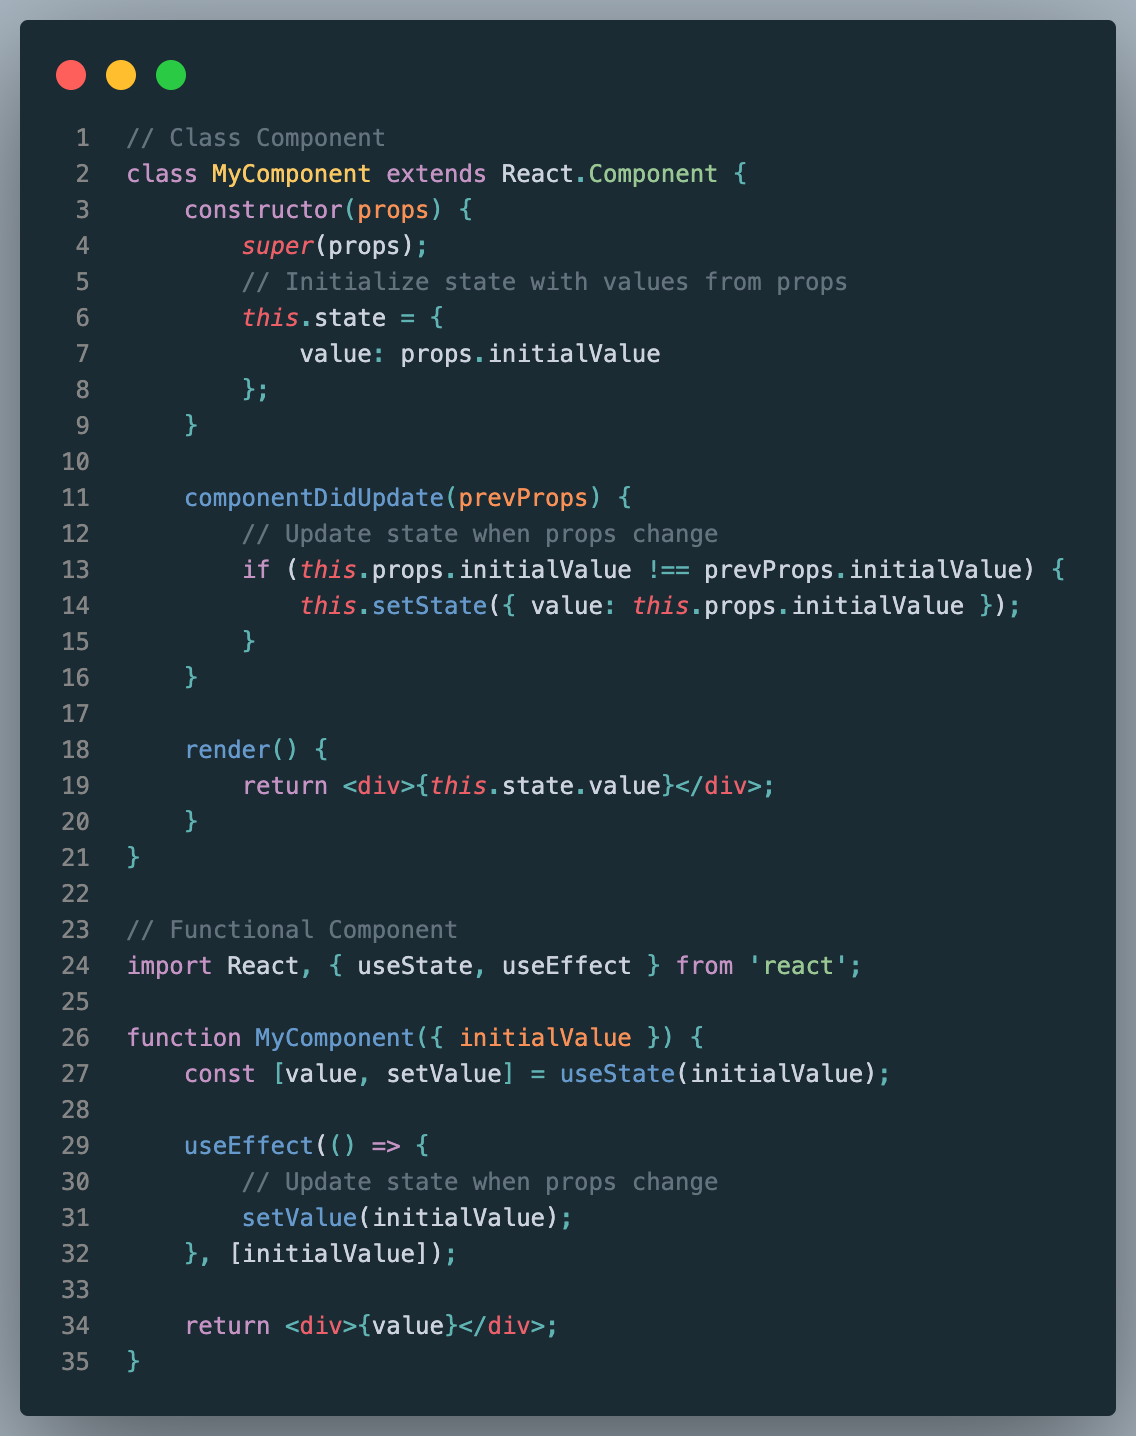 1 // Class Component
2 class MyComponent extends React.Component {
3     constructor(props) {
4         super(props);
5         // Initialize state with values from props
6         this.state = {
7             value: props.initialValue
8         };
9     }
10
11     componentDidUpdate(prevProps) {
12         // Update state when props change
13         if (this.props.initialValue !== prevProps.initialValue) {
14             this.setState({ value: this.props.initialValue });
15         }
16     }
17
18     render() {
19         return <div>{this.state.value}</div>;
20     }
21 }
22
23 // Functional Component
24 import React, { useState, useEffect } from 'react';
25
26 function MyComponent({ initialValue }) {
27     const [value, setValue] = useState(initialValue);
28
29     useEffect(() => {
30         // Update state when props change
31         setValue(initialValue);
32     }, [initialValue]);
33
34     return <div>{value}</div>;
35 }